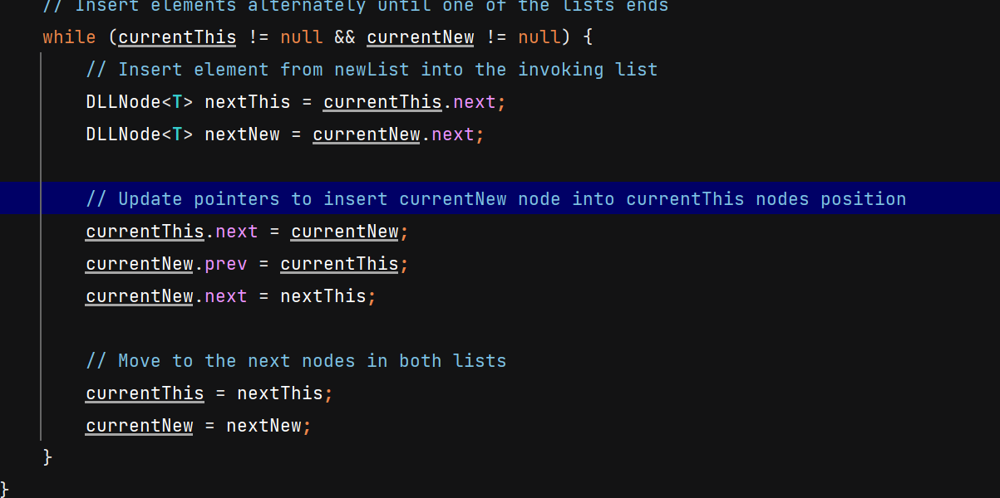 // Insert elements alternately until one of the lists ends
while (currentThis != null && currentNew != null) {
// Insert element from newList into the invoking list
DLLNode<T> nextThis = currentThis.next;
DLLNode<T> nextNew = currentNew.next;
// Update pointers to insert currentNew node into currentThis nodes position
currentThis.next = currentNew;
currentNew.prev = currentThis;
currentNew.next = nextThis;
// Move to the next nodes in both lists
currentThis = nextThis;
currentNew = nextNew;
}
}